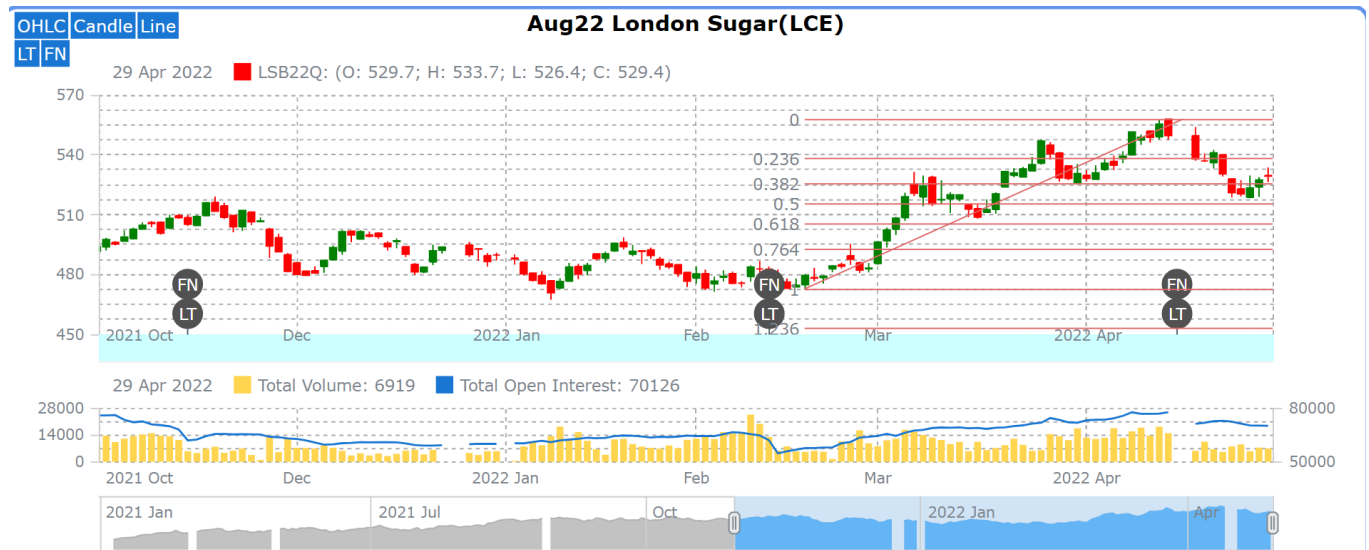 OHLC Candle Line
LT FN
Aug22 London Sugar(LCE)
29 Apr 2022 LSB22Q: (O: 529.7; H: 533.7; L: 526.4; C: 529.4)
570
540
510
480
450
0
0.236
0.382
0.5
0.618
0.764
1
1.236
FN FN FN
LT LT LT
2021 Oct Dec 2022 Jan Feb Mar 2022 Apr
29 Apr 2022 Total Volume: 6919 Total Open Interest: 70126
28000 80000
14000
0 50000
2021 Oct Dec 2022 Jan Feb Mar 2022 Apr
2021 Jan 2021 Jul Oct 2022 Jan Apr